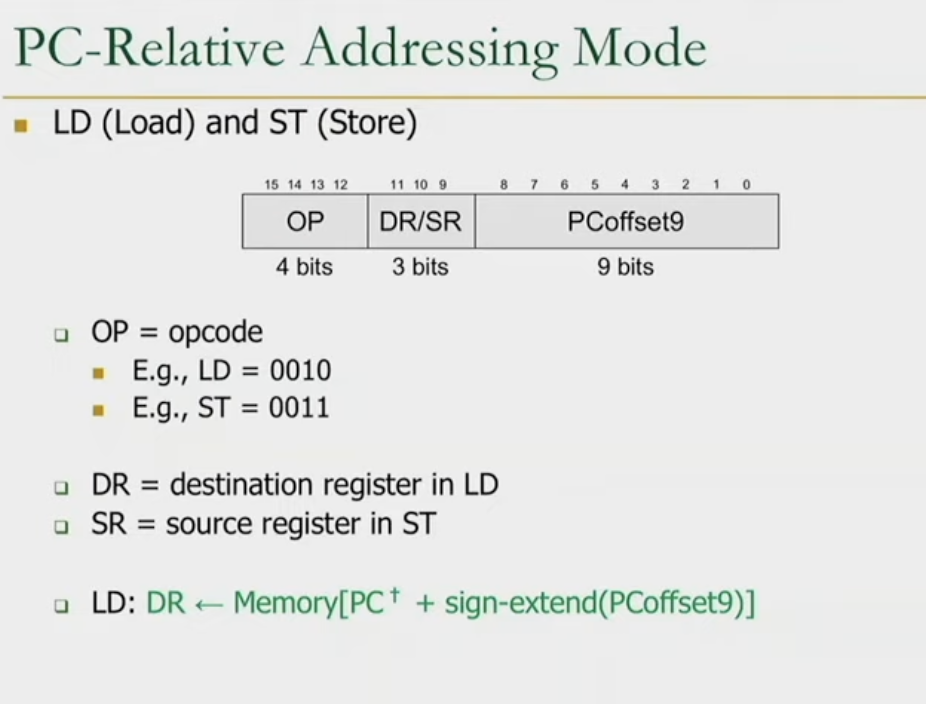 PC-Relative Addressing Mode
LD (Load) and ST (Store)
15 14 13 12 11 10 9 8 7 6 5 4 3 2 1 0
OP DR/SR PCoffset9
4 bits 3 bits 9 bits
OP = opcode
E.g., LD = 0010
E.g., ST = 0011
DR = destination register in LD
SR = source register in ST
LD: DR ← Memory[PC† + sign-extend(PCoffset9)]